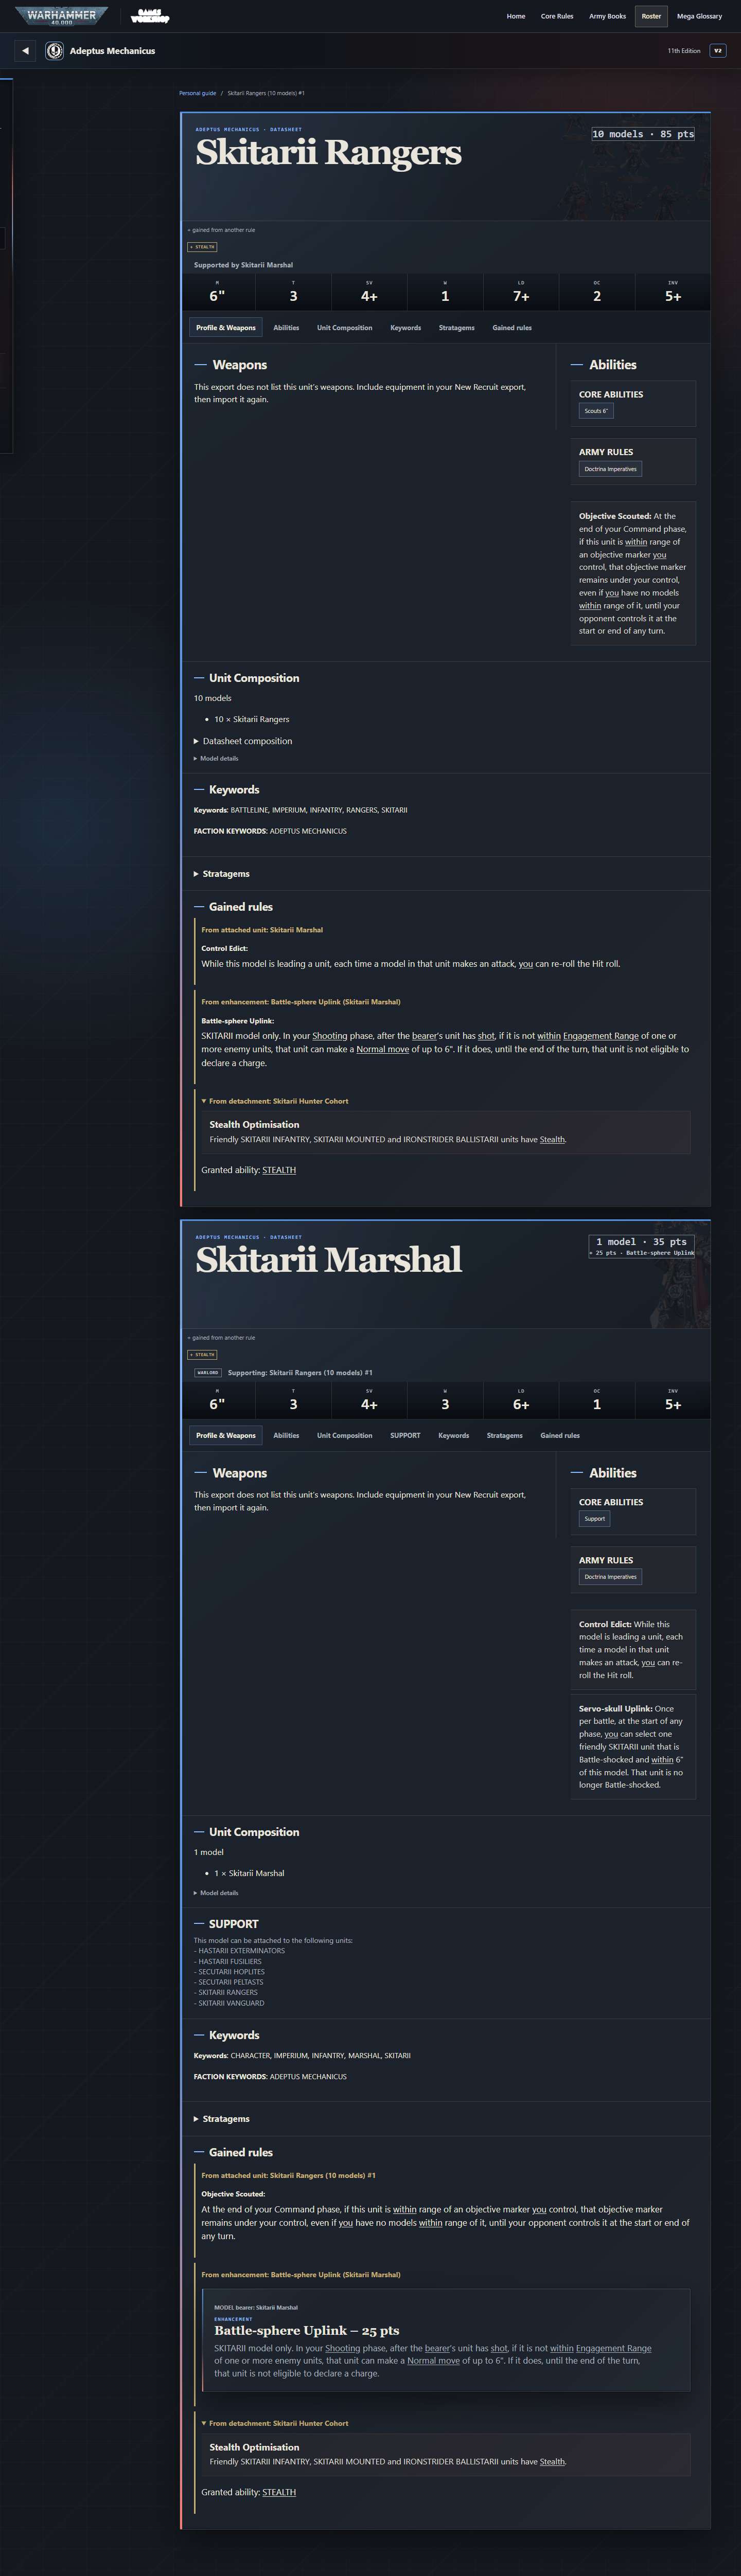 WARHAMMER
40,000
GAMES
WORKSHOP
Home
Core Rules
Army Books
Roster
Mega Glossary
◀
Adeptus Mechanicus
11th Edition
V2
Personal guide / Skitarii Rangers (10 models) #1
ADEPTUS MECHANICUS · DATASHEET
Skitarii Rangers
10 models · 85 pts
+ gained from another rule
+ STEALTH
Supported by Skitarii Marshal
M
6"
T
3
SV
4+
W
1
LD
7+
OC
2
INV
5+
Profile & Weapons
Abilities
Unit Composition
Keywords
Stratagems
Gained rules
Weapons
This export does not list this unit's weapons. Include equipment in your New Recruit export,
then import it again.
Abilities
CORE ABILITIES
Scouts 6"
ARMY RULES
Doctrina Imperatives
Objective Scouted: At the
end of your Command phase,
if this unit is within range of
an objective marker you
control, that objective marker
remains under your control,
even if you have no models
within range of it, until your
opponent controls it at the
start or end of any turn.
Unit Composition
10 models
• 10 × Skitarii Rangers
▶ Datasheet composition
▶ Model details
Keywords
Keywords: BATTLELINE, IMPERIUM, INFANTRY, RANGERS, SKITARII
FACTION KEYWORDS: ADEPTUS MECHANICUS
▶ Stratagems
Gained rules
From attached unit: Skitarii Marshal
Control Edict:
While this model is leading a unit, each time a model in that unit makes an attack, you can re-roll the Hit roll.
From enhancement: Battle-sphere Uplink (Skitarii Marshal)
Battle-sphere Uplink:
SKITARII model only. In your Shooting phase, after the bearer's unit has shot, if it is not within Engagement Range of one or
more enemy units, that unit can make a Normal move of up to 6". If it does, until the end of the turn, that unit is not eligible to
declare a charge.
▼ From detachment: Skitarii Hunter Cohort
Stealth Optimisation
Friendly SKITARII INFANTRY, SKITARII MOUNTED and IRONSTRIDER BALLISTARII units have Stealth.
Granted ability: STEALTH
ADEPTUS MECHANICUS · DATASHEET
Skitarii Marshal
1 model · 35 pts
+ 25 pts · Battle-sphere Uplink
+ gained from another rule
+ STEALTH
WARLORD
Supporting: Skitarii Rangers (10 models) #1
M
6"
T
3
SV
4+
W
3
LD
6+
OC
1
INV
5+
Profile & Weapons
Abilities
Unit Composition
SUPPORT
Keywords
Stratagems
Gained rules
Weapons
This export does not list this unit's weapons. Include equipment in your New Recruit export,
then import it again.
Abilities
CORE ABILITIES
Support
ARMY RULES
Doctrina Imperatives
Control Edict: While this
model is leading a unit, each
time a model in that unit
makes an attack, you can re-
roll the Hit roll.
Servo-skull Uplink: Once
per battle, at the start of any
phase, you can select one
friendly SKITARII unit that is
Battle-shocked and within 6"
of this model. That unit is no
longer Battle-shocked.
Unit Composition
1 model
• 1 × Skitarii Marshal
▶ Model details
SUPPORT
This model can be attached to the following units:
- HASTARII EXTERMINATORS
- HASTARII FUSILIERS
- SECUTARII HOPLITES
- SECUTARII PELTASTS
- SKITARII RANGERS
- SKITARII VANGUARD
Keywords
Keywords: CHARACTER, IMPERIUM, INFANTRY, MARSHAL, SKITARII
FACTION KEYWORDS: ADEPTUS MECHANICUS
▶ Stratagems
Gained rules
From attached unit: Skitarii Rangers (10 models) #1
Objective Scouted:
At the end of your Command phase, if this unit is within range of an objective marker you control, that objective marker
remains under your control, even if you have no models within range of it, until your opponent controls it at the start or end of
any turn.
From enhancement: Battle-sphere Uplink (Skitarii Marshal)
MODEL bearer: Skitarii Marshal
ENHANCEMENT
Battle-sphere Uplink – 25 pts
SKITARII model only. In your Shooting phase, after the bearer's unit has shot, if it is not within Engagement Range
of one or more enemy units, that unit can make a Normal move of up to 6". If it does, until the end of the turn,
that unit is not eligible to declare a charge.
▼ From detachment: Skitarii Hunter Cohort
Stealth Optimisation
Friendly SKITARII INFANTRY, SKITARII MOUNTED and IRONSTRIDER BALLISTARII units have Stealth.
Granted ability: STEALTH